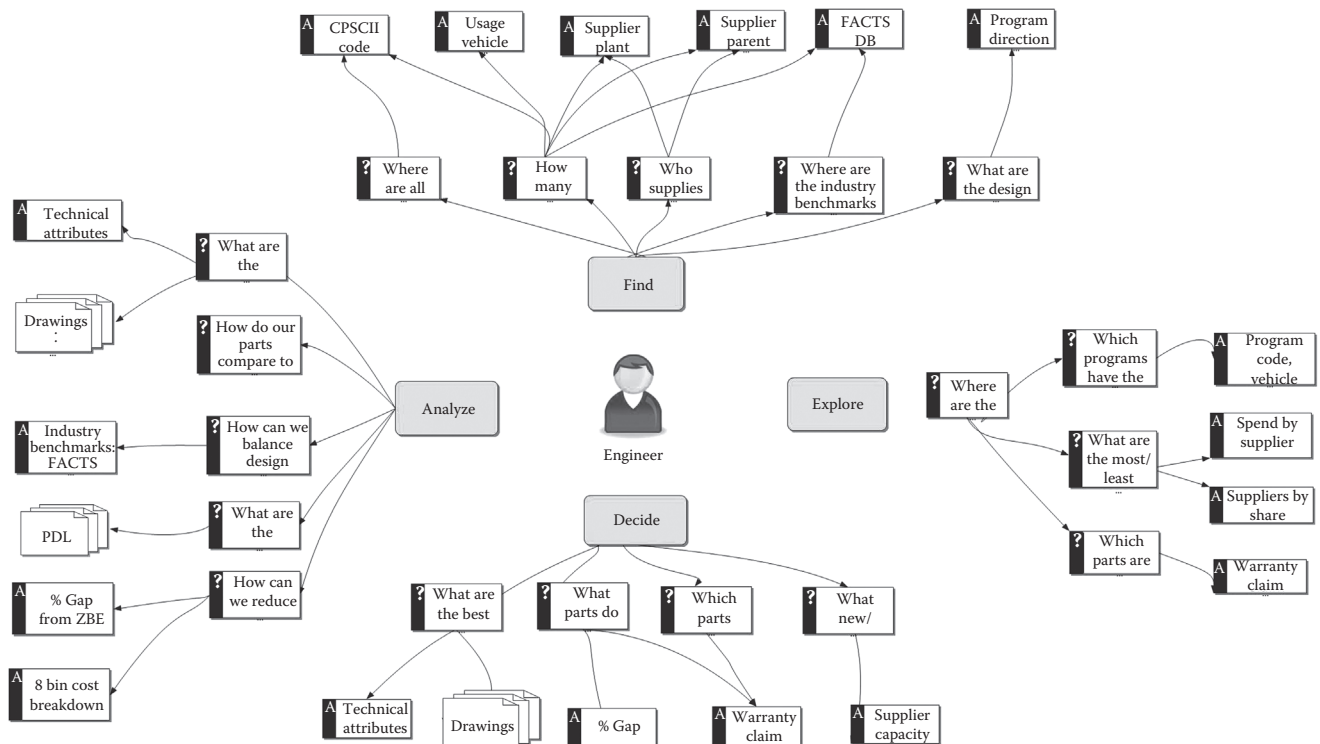 A CPSCII
code
A Usage
vehicle
...
A Supplier
plant
A Supplier
parent
A FACTS
DB
A Program
direction
? Where
are all
...
? How
many
...
? Who
supplies
...
? Where are
the industry
benchmarks
...
? What are
the design
...
Find
A Technical
attributes
? What are
the
...
Drawings
:
...
? How do our
parts
compare to
...
Analyze
A Industry
benchmarks:
FACTS
? How can we
balance
design
...
PDL
? What are
the
...
A % Gap
from ZBE
? How can
we reduce
...
A 8 bin cost
breakdown
Engineer
Explore
? Where
are the
...
? Which
programs
have the
...
A Program
code,
vehicle
...
? What are
the most/
least
...
A Spend by
supplier
A Suppliers by
share
...
? Which
parts are
...
A Warranty
claim
...
Decide
? What are
the best
...
? What
parts do
...
? Which
parts
...
? What
new/
...
A Technical
attributes
Drawings
A % Gap
A Warranty
claim
A Supplier
capacity